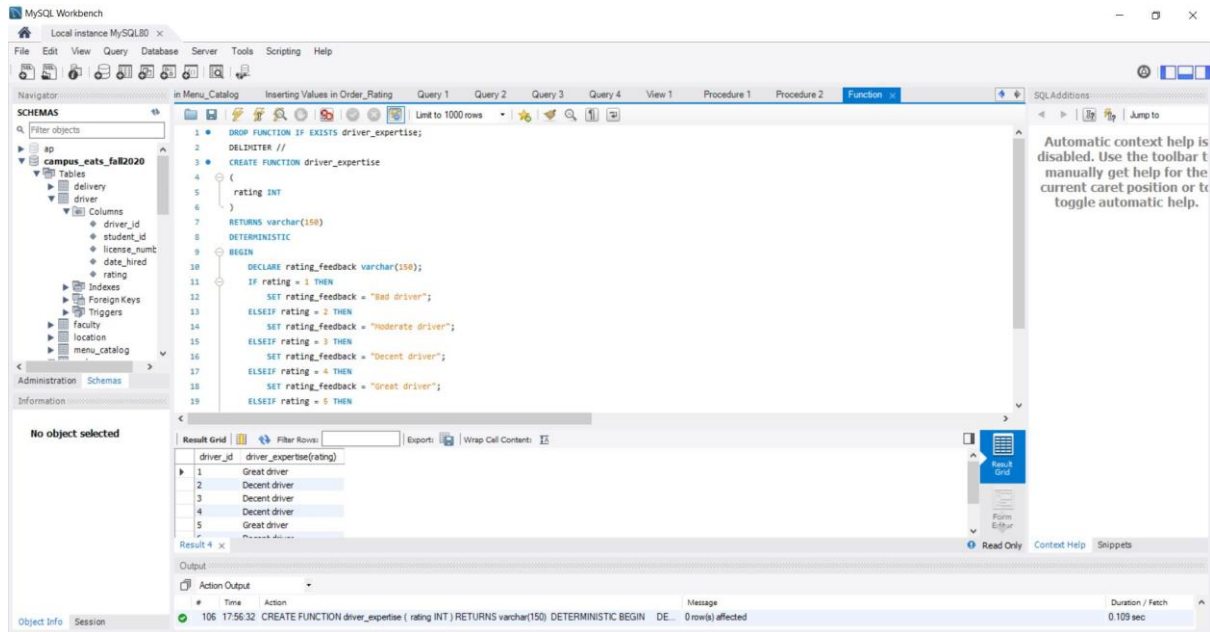 MySQL Workbench
Local instance MySQL80 ×
File Edit View Query Database Server Tools Scripting Help
Navigator
SCHEMAS
Filter objects
ap
campus_eats_fall2020
Tables
delivery
driver
Columns
driver_id
student_id
license_numb
date_hired
rating
Indexes
Foreign Keys
Triggers
faculty
location
menu_catalog
Administration Schemas
Information
No object selected
Object Info Session
in Menu_Catalog Inserting Values in Order_Rating Query 1 Query 2 Query 3 Query 4 View 1 Procedure 1 Procedure 2 Function ×
Limit to 1000 rows
1 DROP FUNCTION IF EXISTS driver_expertise;
2 DELIMITER //
3 CREATE FUNCTION driver_expertise
4 (
5 rating INT
6 )
7 RETURNS varchar(150)
8 DETERMINISTIC
9 BEGIN
10 DECLARE rating_feedback varchar(150);
11 IF rating = 1 THEN
12 SET rating_feedback = "Bad driver";
13 ELSEIF rating = 2 THEN
14 SET rating_feedback = "Moderate driver";
15 ELSEIF rating = 3 THEN
16 SET rating_feedback = "Decent driver";
17 ELSEIF rating = 4 THEN
18 SET rating_feedback = "Great driver";
19 ELSEIF rating = 5 THEN
Result Grid Filter Rows: Export: Wrap Cell Content:
driver_id driver_expertise(rating)
1 Great driver
2 Decent driver
3 Decent driver
4 Decent driver
5 Great driver
Result Grid
Form Editor
Result 4 × Read Only
Output
Action Output
# Time Action Message Duration / Fetch
106 17:56:32 CREATE FUNCTION driver_expertise ( rating INT ) RETURNS varchar(150) DETERMINISTIC BEGIN DE... 0 row(s) affected 0.109 sec
SQLAdditions
Jump to
Automatic context help is
disabled. Use the toolbar t
manually get help for the
current caret position or to
toggle automatic help.
Context Help Snippets